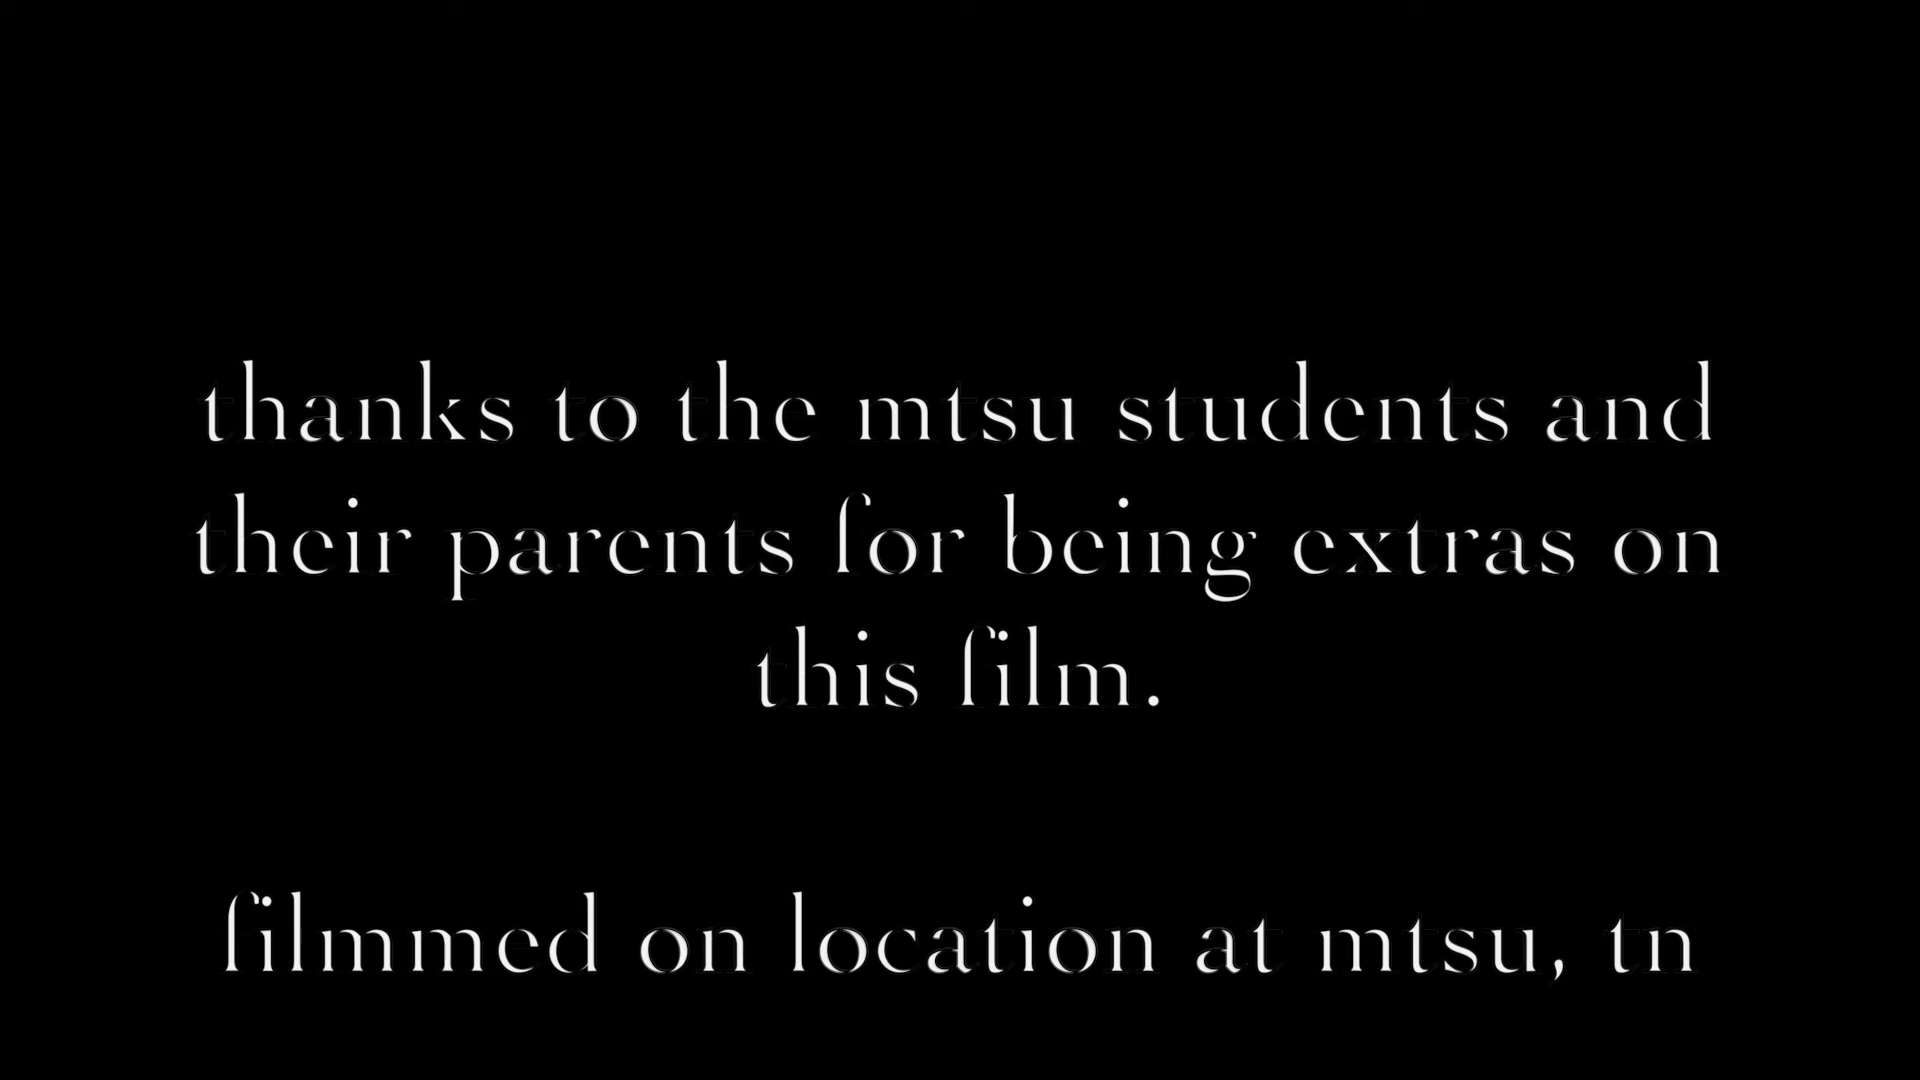 thanks to the mtsu students and
their parents for being extras on
this film.
filmmed on location at mtsu, tn